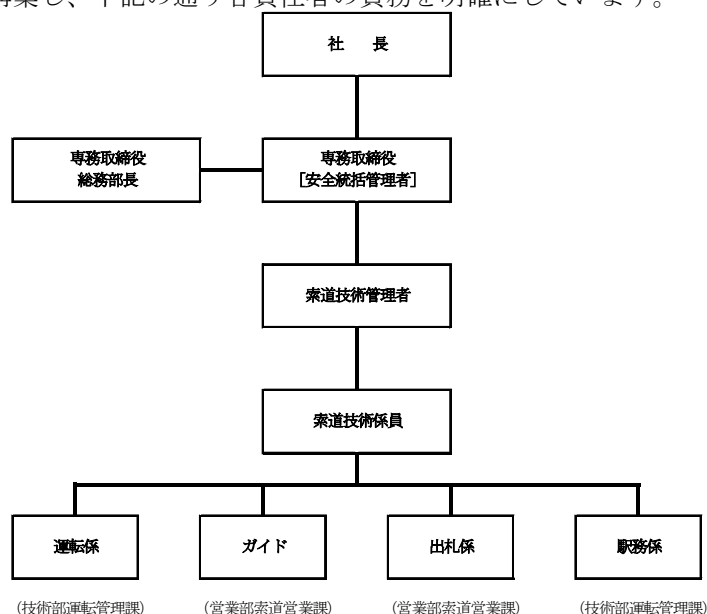 構築し、下記の通り各責任者の責務を明確にしています。
社　長
専務取締役
総務部長
専務取締役
[安全統括管理者]
索道技術管理者
索道技術係員
運転係
ガイド
出札係
駅務係
(技術部運転管理課)
(営業部索道営業課)
(営業部索道営業課)
(技術部運転管理課)